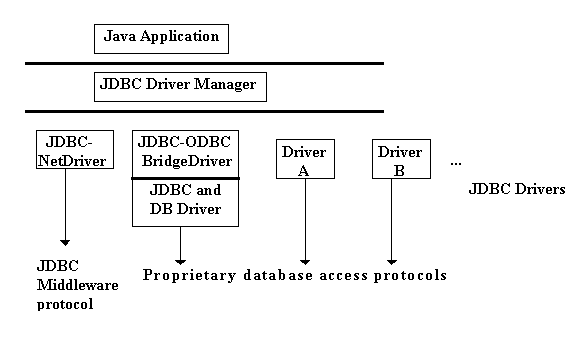 Java Application
JDBC Driver Manager
JDBC-
NetDriver
JDBC-ODBC
BridgeDriver
JDBC and
DB Driver
Driver
A
Driver
B
...
JDBC Drivers
JDBC
Middleware
protocol
Proprietary database access protocols